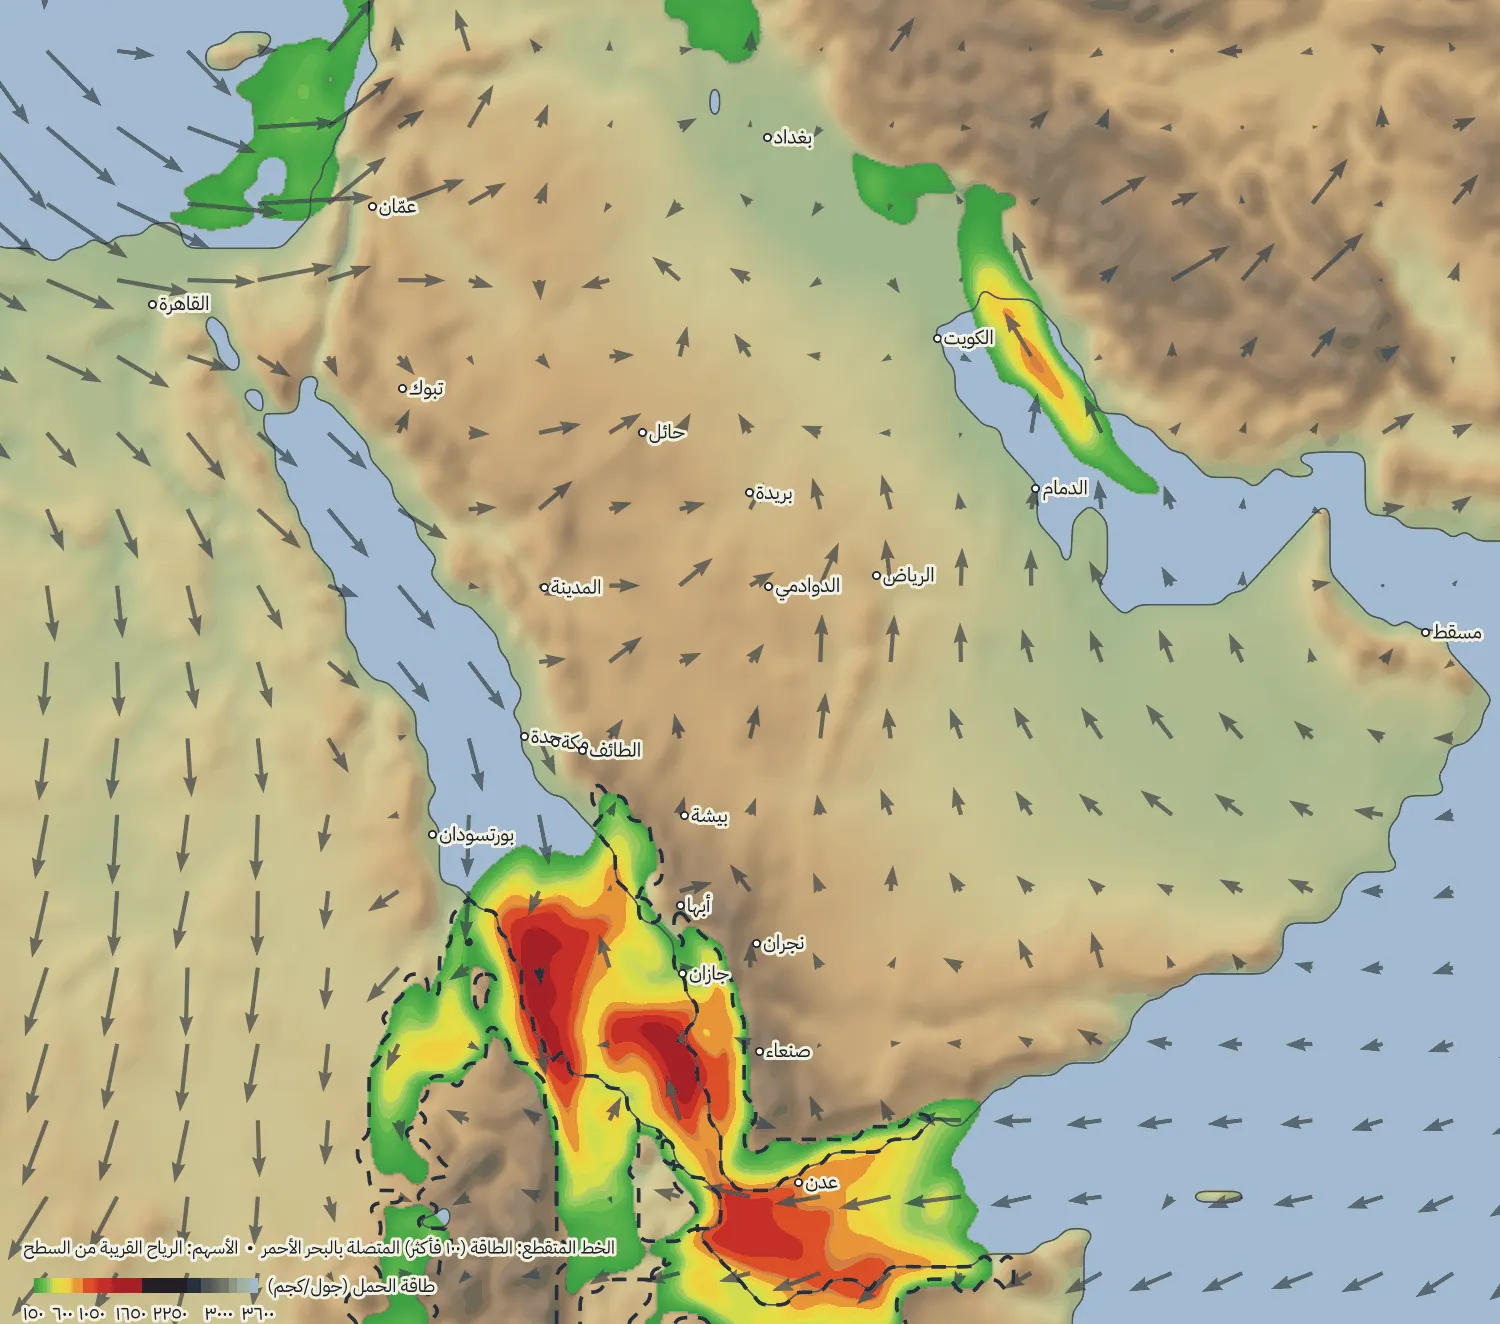 بغداد
عمّان
القاهرة
الكويت
تبوك
حائل
الدمام
بريدة
الرياض
الدوادمي
المدينة
مسقط
جدة
مكة
الطائف
بيشة
بورتسودان
أبها
نجران
جازان
صنعاء
عدن
الخط المتقطع: الطاقة (١٠٠ فأكثر) المتصلة بالبحر الأحمر • الأسهم: الرياح القريبة من السطح
طاقة الحمل (جول/كجم)
١٥٠ ٦٠٠ ١٠٥٠ ١٦٥٠ ٢٢٥٠ ٣٠٠٠ ٣٦٠٠